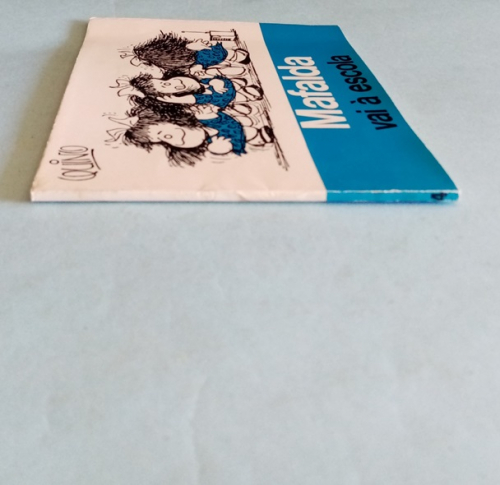 Mafalda
vai à escola
QUINO
4